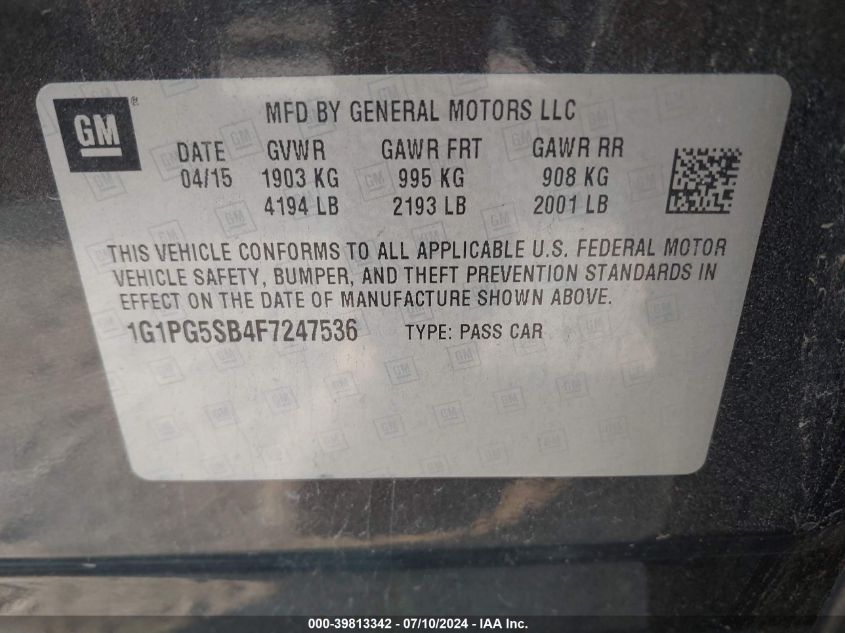 GM
®
MFD BY GENERAL MOTORS LLC
DATE GVWR GAWR FRT GAWR RR
04/15 1903 KG 995 KG 908 KG
4194 LB 2193 LB 2001 LB
THIS VEHICLE CONFORMS TO ALL APPLICABLE U.S. FEDERAL MOTOR
VEHICLE SAFETY, BUMPER, AND THEFT PREVENTION STANDARDS IN
EFFECT ON THE DATE OF MANUFACTURE SHOWN ABOVE.
1G1PG5SB4F7247536 TYPE: PASS CAR
000-39813342 - 07/10/2024 - IAA Inc.